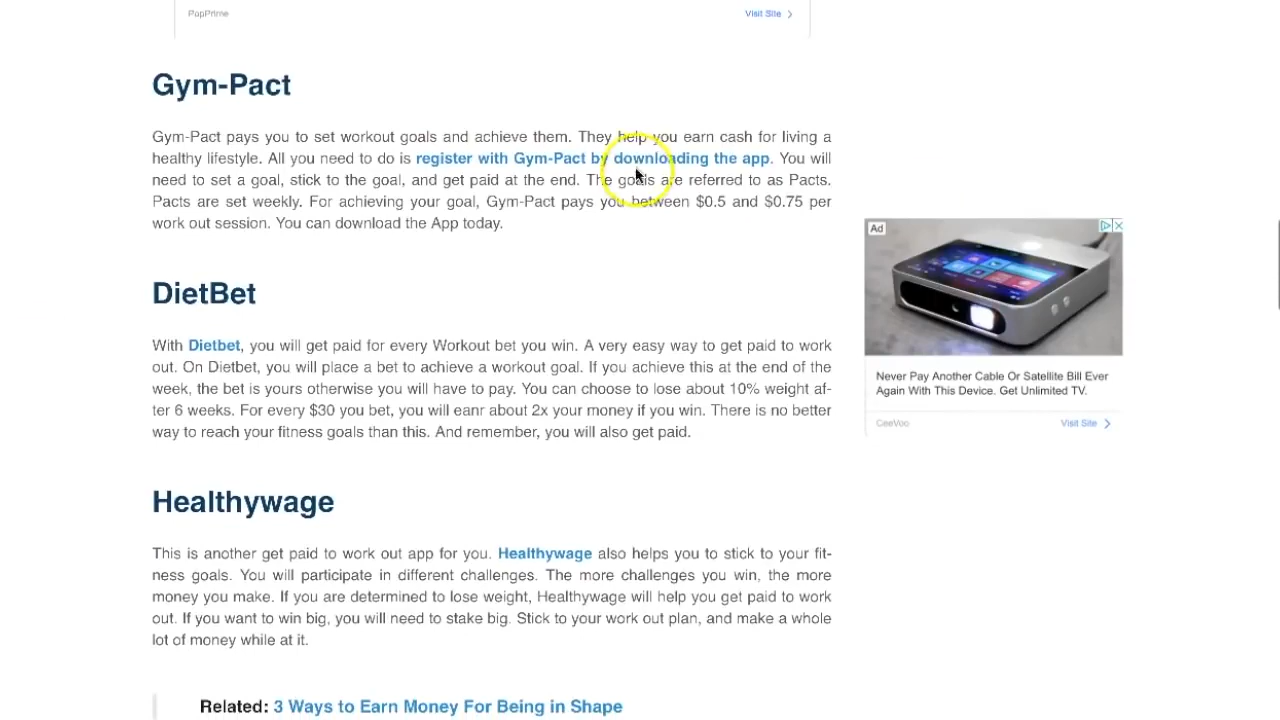 PopPrime
Visit Site
Gym-Pact
Gym-Pact pays you to set workout goals and achieve them. They help you earn cash for living a
healthy lifestyle. All you need to do is register with Gym-Pact by downloading the app. You will
need to set a goal, stick to the goal, and get paid at the end. The goals are referred to as Pacts.
Pacts are set weekly. For achieving your goal, Gym-Pact pays you between $0.5 and $0.75 per
work out session. You can download the App today.
DietBet
With Dietbet, you will get paid for every Workout bet you win. A very easy way to get paid to work
out. On Dietbet, you will place a bet to achieve a workout goal. If you achieve this at the end of the
week, the bet is yours otherwise you will have to pay. You can choose to lose about 10% weight af-
ter 6 weeks. For every $30 you bet, you will eanr about 2x your money if you win. There is no better
way to reach your fitness goals than this. And remember, you will also get paid.
Healthywage
This is another get paid to work out app for you. Healthywage also helps you to stick to your fit-
ness goals. You will participate in different challenges. The more challenges you win, the more
money you make. If you are determined to lose weight, Healthywage will help you get paid to work
out. If you want to win big, you will need to stake big. Stick to your work out plan, and make a whole
lot of money while at it.
Related: 3 Ways to Earn Money For Being in Shape
Ad
Never Pay Another Cable Or Satellite Bill Ever
Again With This Device. Get Unlimited TV.
CeeVoo
Visit Site